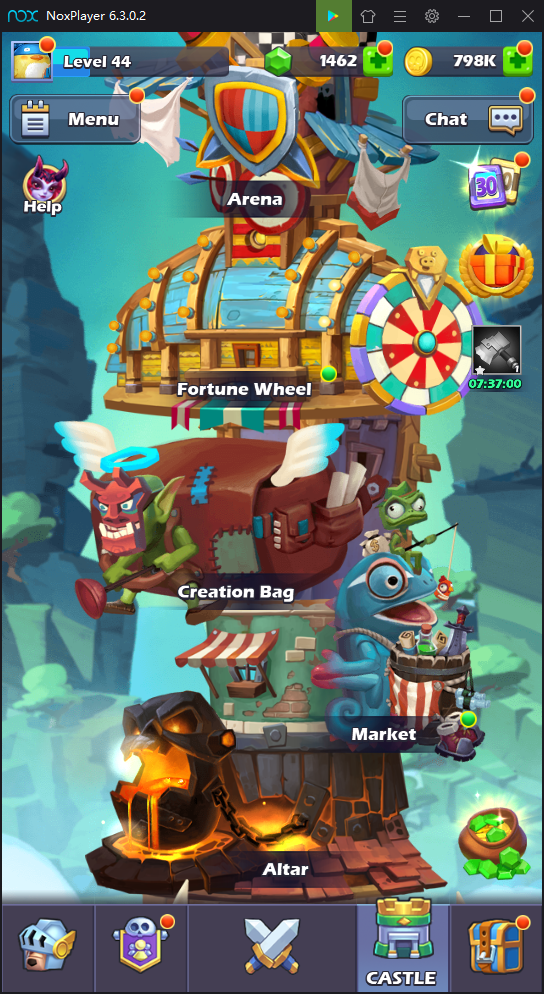 nox NoxPlayer 6.3.0.2
Level 44
1462
798K
Menu
Chat
30
Help
Arena
07:37:00
Fortune Wheel
Creation Bag
Market
Altar
CASTLE